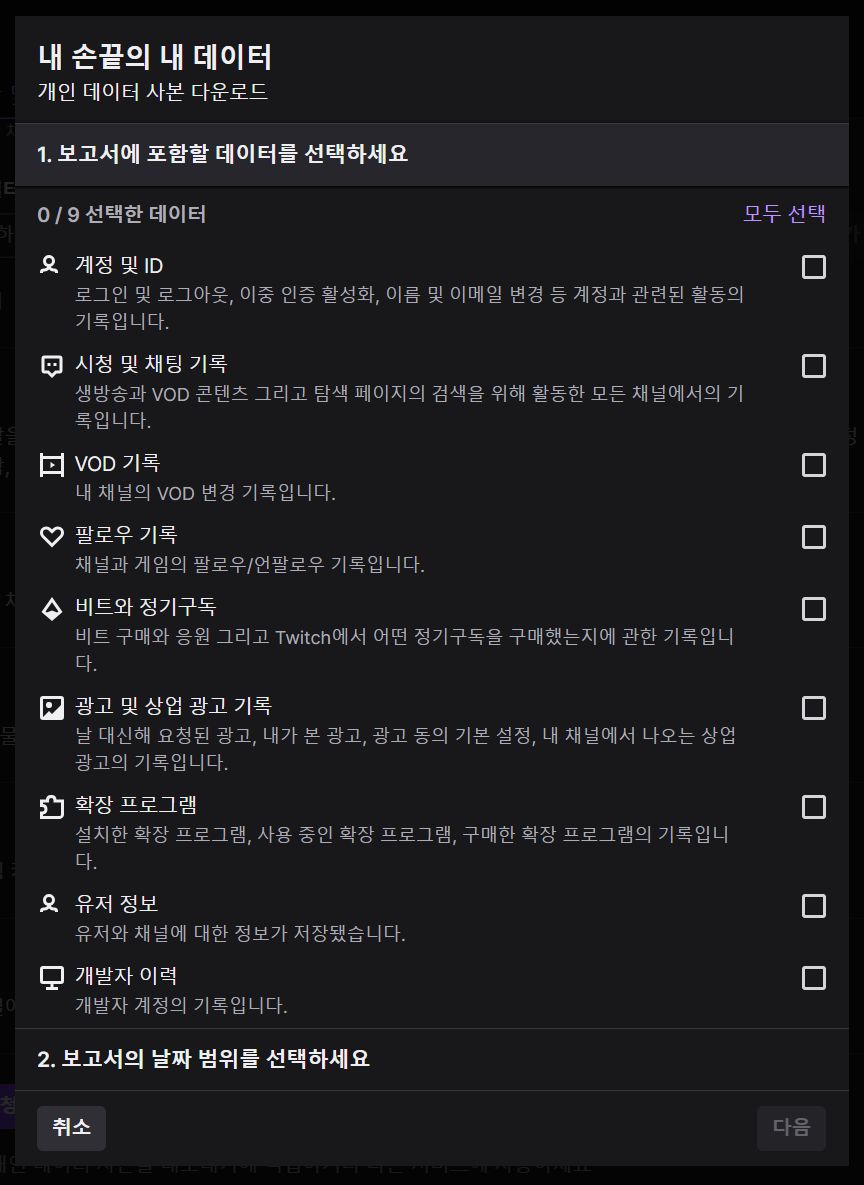 내 손끝의 내 데이터
개인 데이터 사본 다운로드
1. 보고서에 포함할 데이터를 선택하세요
0 / 9 선택한 데이터
모두 선택
계정 및 ID
로그인 및 로그아웃, 이중 인증 활성화, 이름 및 이메일 변경 등 계정과 관련된 활동의
기록입니다.
시청 및 채팅 기록
생방송과 VOD 콘텐츠 그리고 탐색 페이지의 검색을 위해 활동한 모든 채널에서의 기
록입니다.
VOD 기록
내 채널의 VOD 변경 기록입니다.
팔로우 기록
채널과 게임의 팔로우/언팔로우 기록입니다.
비트와 정기구독
비트 구매와 응원 그리고 Twitch에서 어떤 정기구독을 구매했는지에 관한 기록입니
다.
광고 및 상업 광고 기록
날 대신해 요청된 광고, 내가 본 광고, 광고 동의 기본 설정, 내 채널에서 나오는 상업
광고의 기록입니다.
확장 프로그램
설치한 확장 프로그램, 사용 중인 확장 프로그램, 구매한 확장 프로그램의 기록입니
다.
유저 정보
유저와 채널에 대한 정보가 저장됐습니다.
개발자 이력
개발자 계정의 기록입니다.
2. 보고서의 날짜 범위를 선택하세요
취소
다음